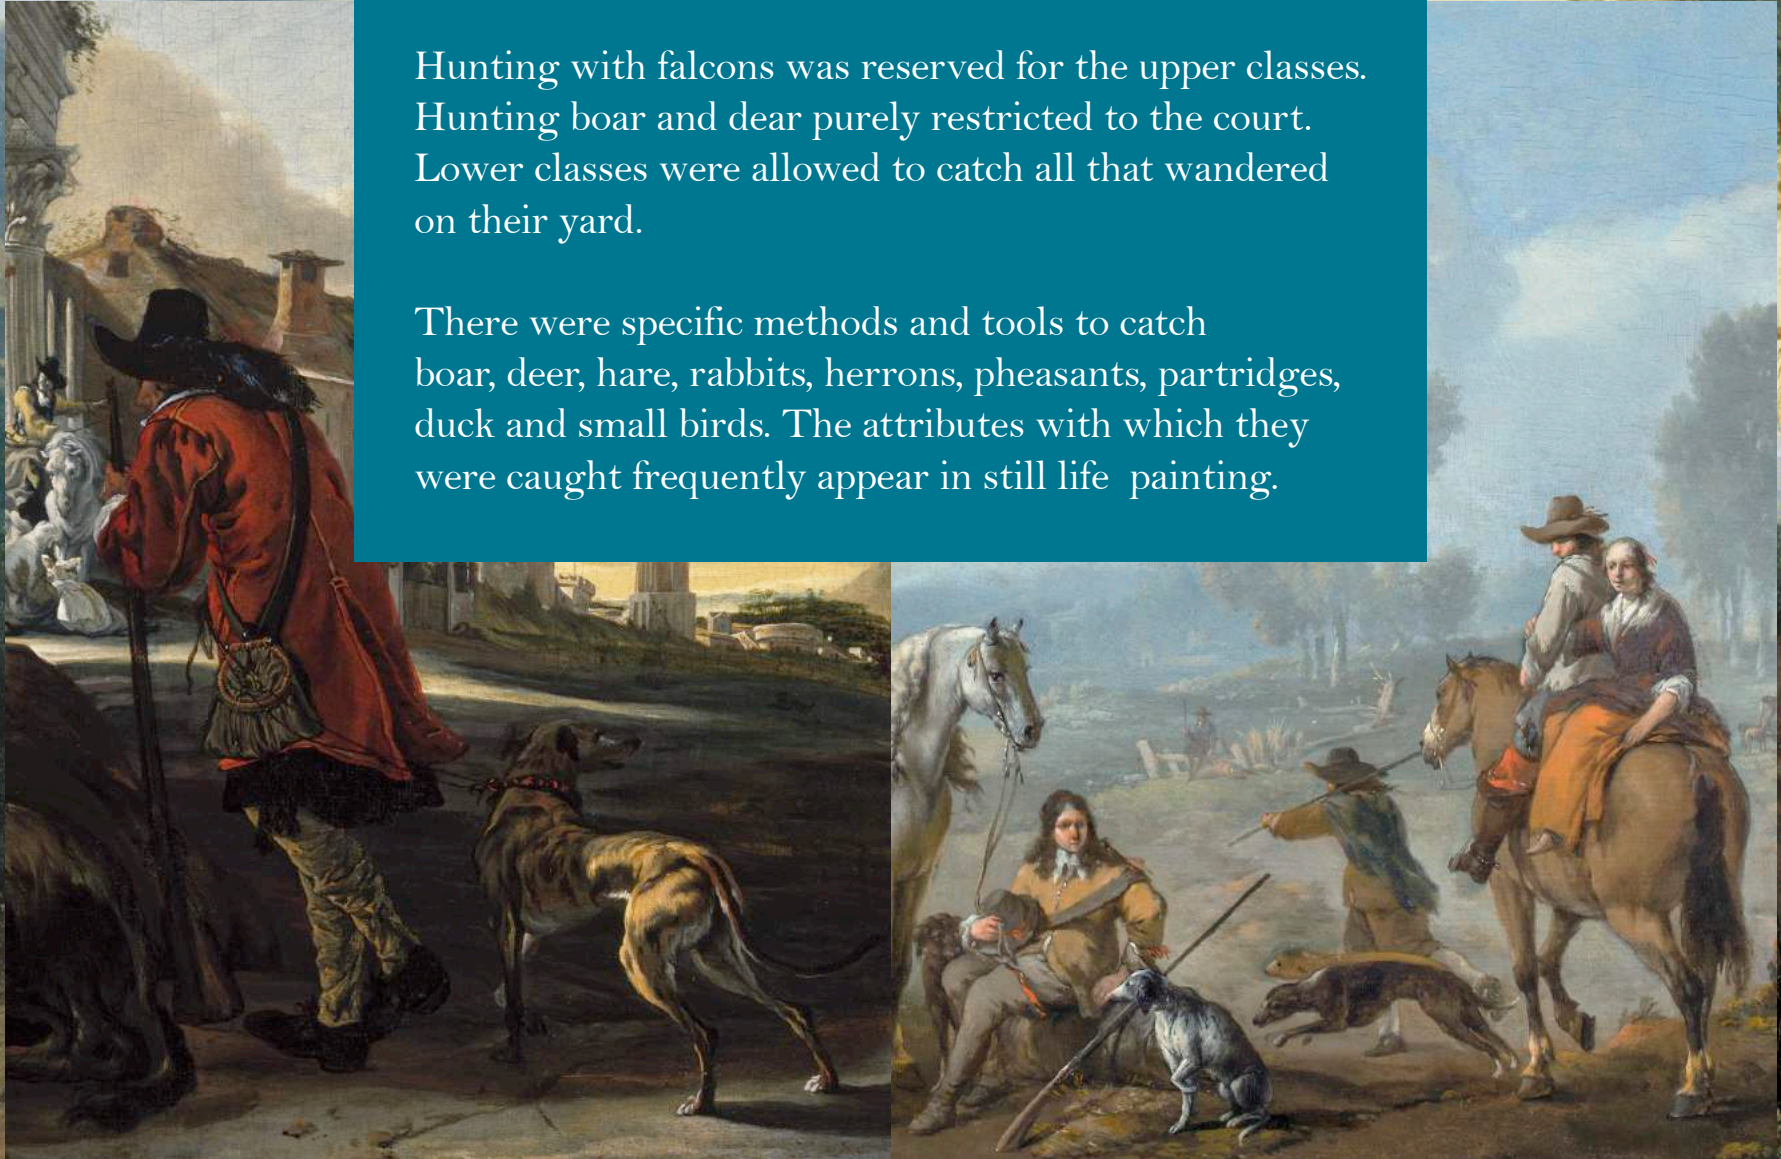 Hunting with falcons was reserved for the upper classes.
Hunting boar and dear purely restricted to the court.
Lower classes were allowed to catch all that wandered
on their yard.
There were specific methods and tools to catch
boar, deer, hare, rabbits, herrons, pheasants, partridges,
duck and small birds. The attributes with which they
were caught frequently appear in still life  painting.